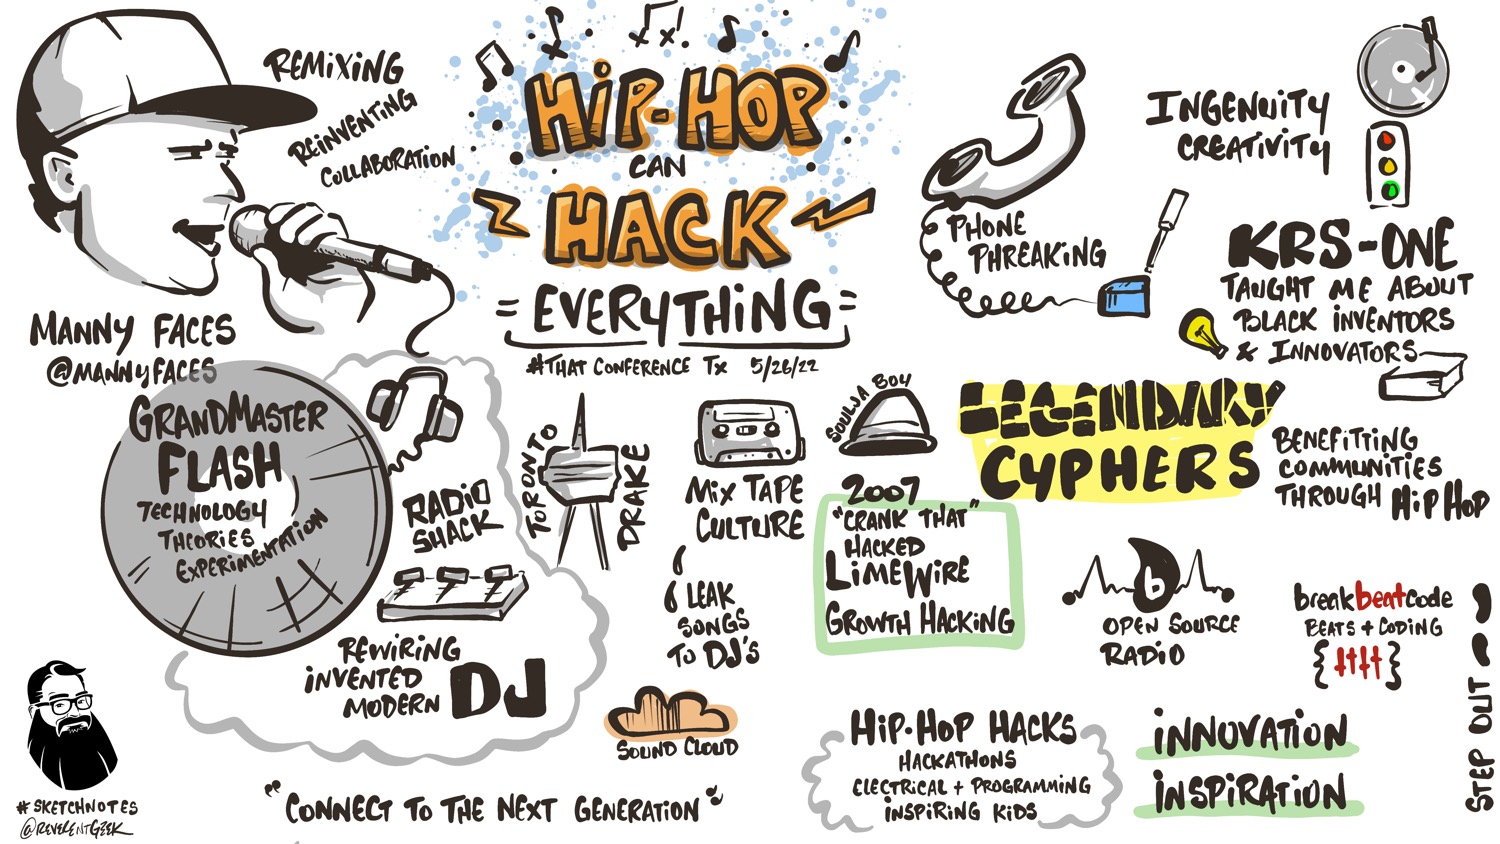 REMIXING
REINVENTING
COLLABORATION
HIP-HOP
CAN
HACK
=EVERYTHING=
#THAT CONFERENCE TX 5/26/22
MANNY FACES
@MANNYFACES
GRANDMASTER
FLASH
TECHNOLOGY
THEORIES
EXPERIMENTATION
RADIO
SHACK
REWIRING
INVENTED
MODERN DJ
TORONTO
DRAKE
MIX TAPE
CULTURE
LEAK
SONGS
TO DJ'S
SOUND CLOUD
SOULJA BOY
2007
"CRANK THAT"
HACKED
LIMEWIRE
GROWTH HACKING
PHONE
PHREAKING
INGENUITY
CREATIVITY
KRS-ONE
TAUGHT ME ABOUT
BLACK INVENTORS
& INNOVATORS
LEGENDARY
CYPHERS
BENEFITTING
COMMUNITIES
THROUGH HIP HOP
b
OPEN SOURCE
RADIO
breakbeatcode
BEATS + CODING
STEP OUT
HIP-HOP HACKS
HACKATHONS
ELECTRICAL + PROGRAMMING
INSPIRING KIDS
INNOVATION
INSPIRATION
"CONNECT TO THE NEXT GENERATION"
#SKETCHNOTES
@REVERENTGEEK